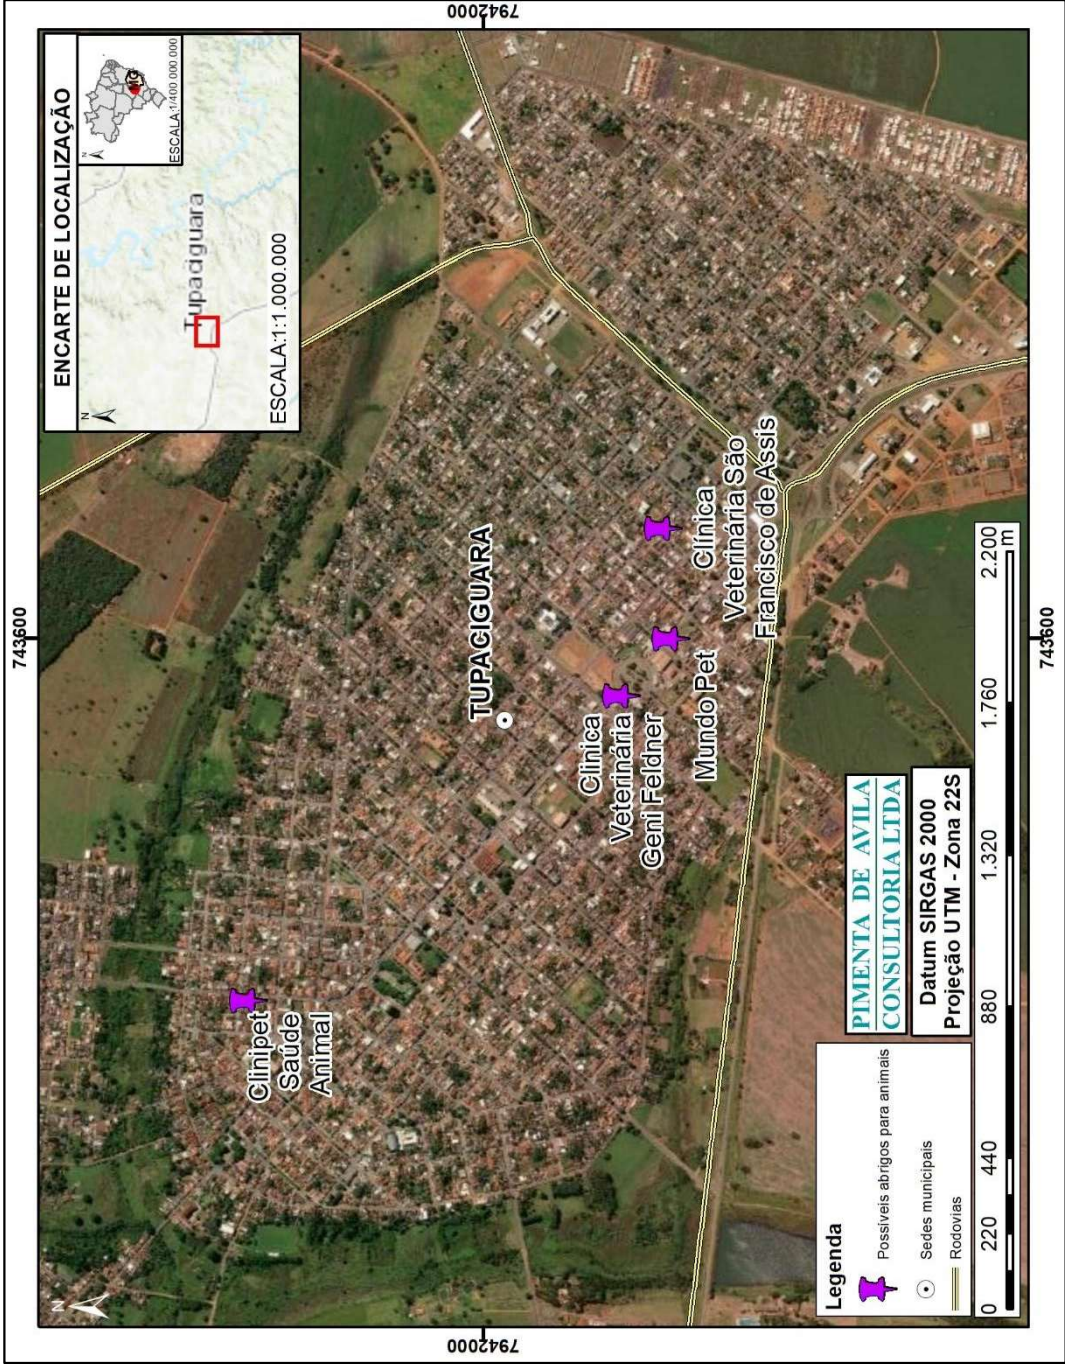 743600
7942000
7942000
743600
N
ENCARTE DE LOCALIZAÇÃO
N
Tupaciguara
ESCALA:1:1.000.000
N
MG
ESCALA:1/400.000.000
TUPACIGUARA
Clinipet
Saúde
Animal
Clinica
Veterinária
Geni Feldner
Mundo Pet
Clínica
Veterinária São
Francisco de Assis
Legenda
Possíveis abrigos para animais
Sedes municipais
Rodovias
PIMENTA DE AVILA
CONSULTORIA LTDA
Datum SIRGAS 2000
Projeção UTM - Zona 22S
0 220 440 880 1.320 1.760 2.200
m